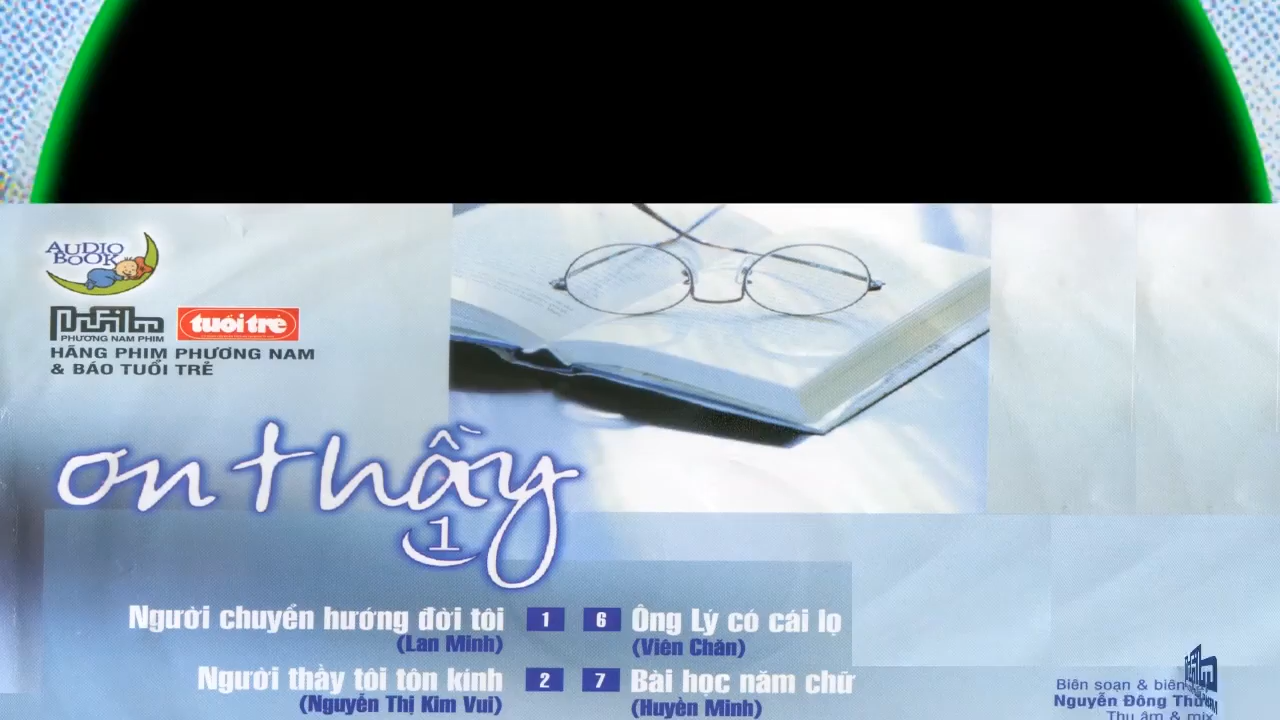 AUDIO
BOOK
PNFilm
PHƯƠNG NAM PHIM
tuổi trẻ
HÃNG PHIM PHƯƠNG NAM
& BÁO TUỔI TRẺ
ơn thầy
1
Người chuyển hướng đời tôi 1
(Lan Minh)
Người thầy tôi tôn kính 2
(Nguyễn Thị Kim Vui)
6 Ông Lý có cái lọ
(Viên Chăn)
7 Bài học năm chữ
(Huyền Minh)
Biên soạn & biên
Nguyễn Đông Thức
Thu âm & mix